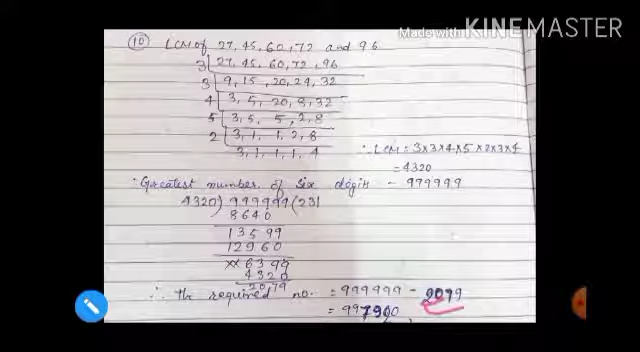 Made with KINEMASTER
(10) LCM of 27, 45, 60, 72 and 96
3 | 27, 45, 60, 72, 96
3 | 9, 15, 20, 24, 32
4 | 3, 5, 20, 8, 32
5 | 3, 5, 5, 2, 8
2 | 3, 1, 1, 2, 8
3, 1, 1, 1, 4
∴ LCM = 3×3×4×5×2×3×4
= 4320
∴ Greatest number of six digits - 999999
4320) 999999 (231
8640
13599
12960
××6399
4320
2079
∴ the required no. = 999999 - 2079
= 997920